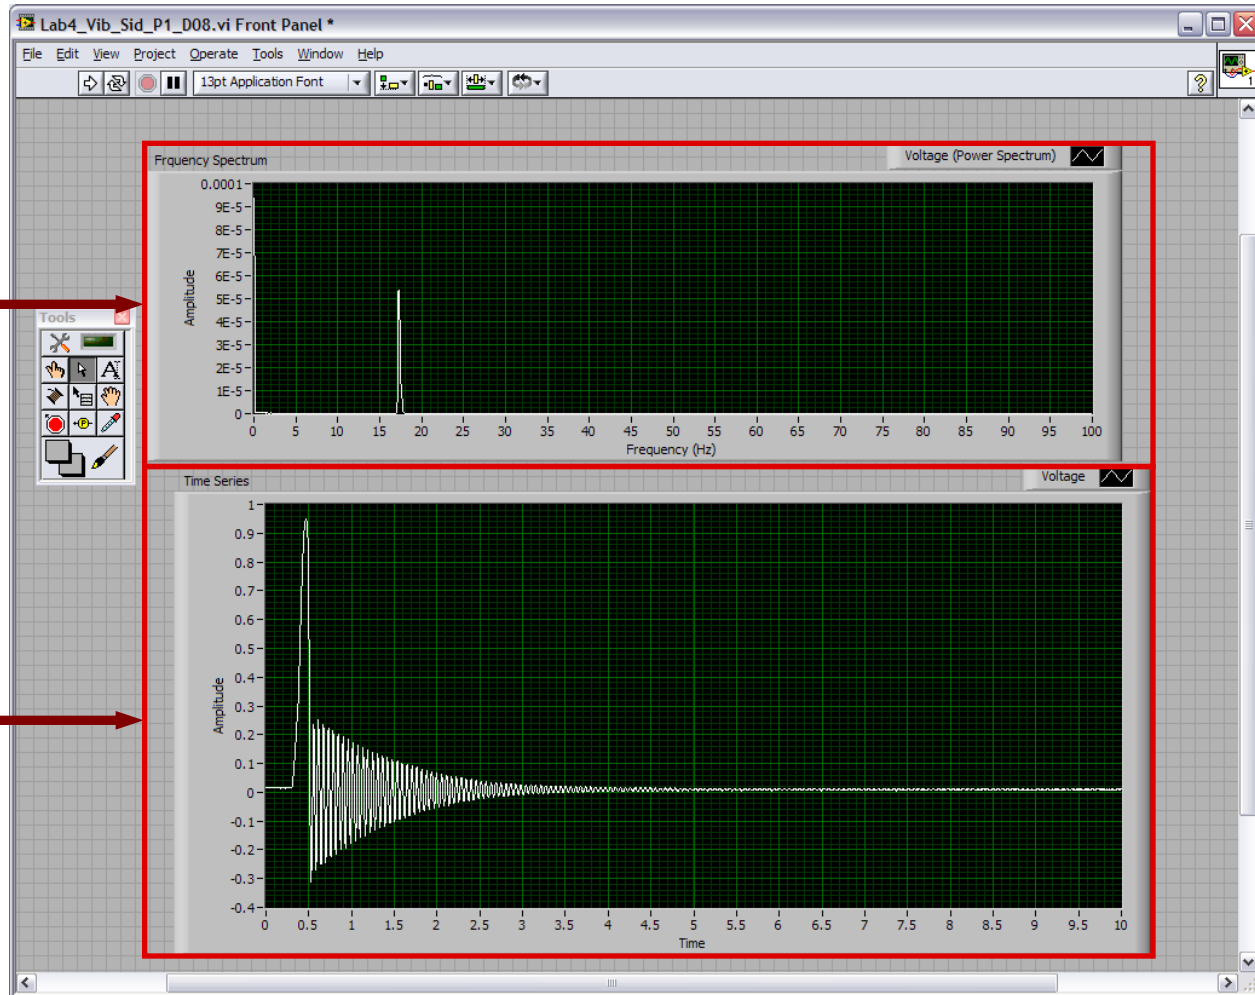 Lab4_Vib_Sid_P1_D08.vi Front Panel *
File Edit View Project Operate Tools Window Help
13pt Application Font
1
Frquency Spectrum
Voltage (Power Spectrum)
0.0001
9E-5
8E-5
7E-5
6E-5
5E-5
4E-5
3E-5
2E-5
1E-5
0
Amplitude
0 5 10 15 20 25 30 35 40 45 50 55 60 65 70 75 80 85 90 95 100
Frequency (Hz)
Tools
A
P
Time Series
Voltage
1
0.9
0.8
0.7
0.6
0.5
0.4
0.3
0.2
0.1
0
-0.1
-0.2
-0.3
-0.4
Amplitude
0 0.5 1 1.5 2 2.5 3 3.5 4 4.5 5 5.5 6 6.5 7 7.5 8 8.5 9 9.5 10
Time